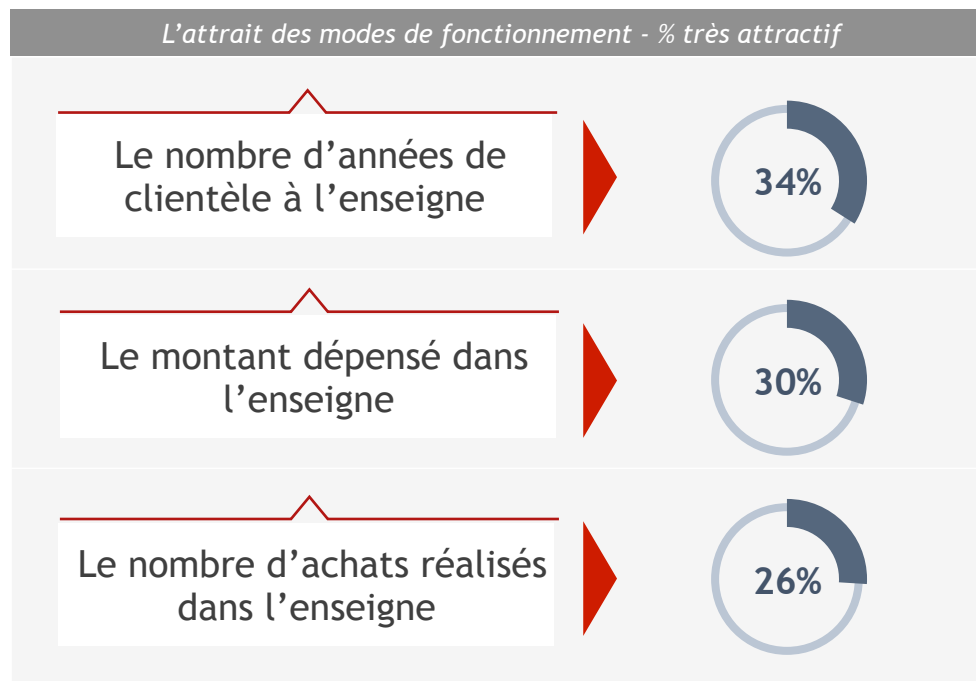 L’attrait des modes de fonctionnement - % très attractif
Le nombre d’années de
clientèle à l’enseigne
34%
Le montant dépensé dans
l’enseigne
30%
Le nombre d’achats réalisés
dans l’enseigne
26%